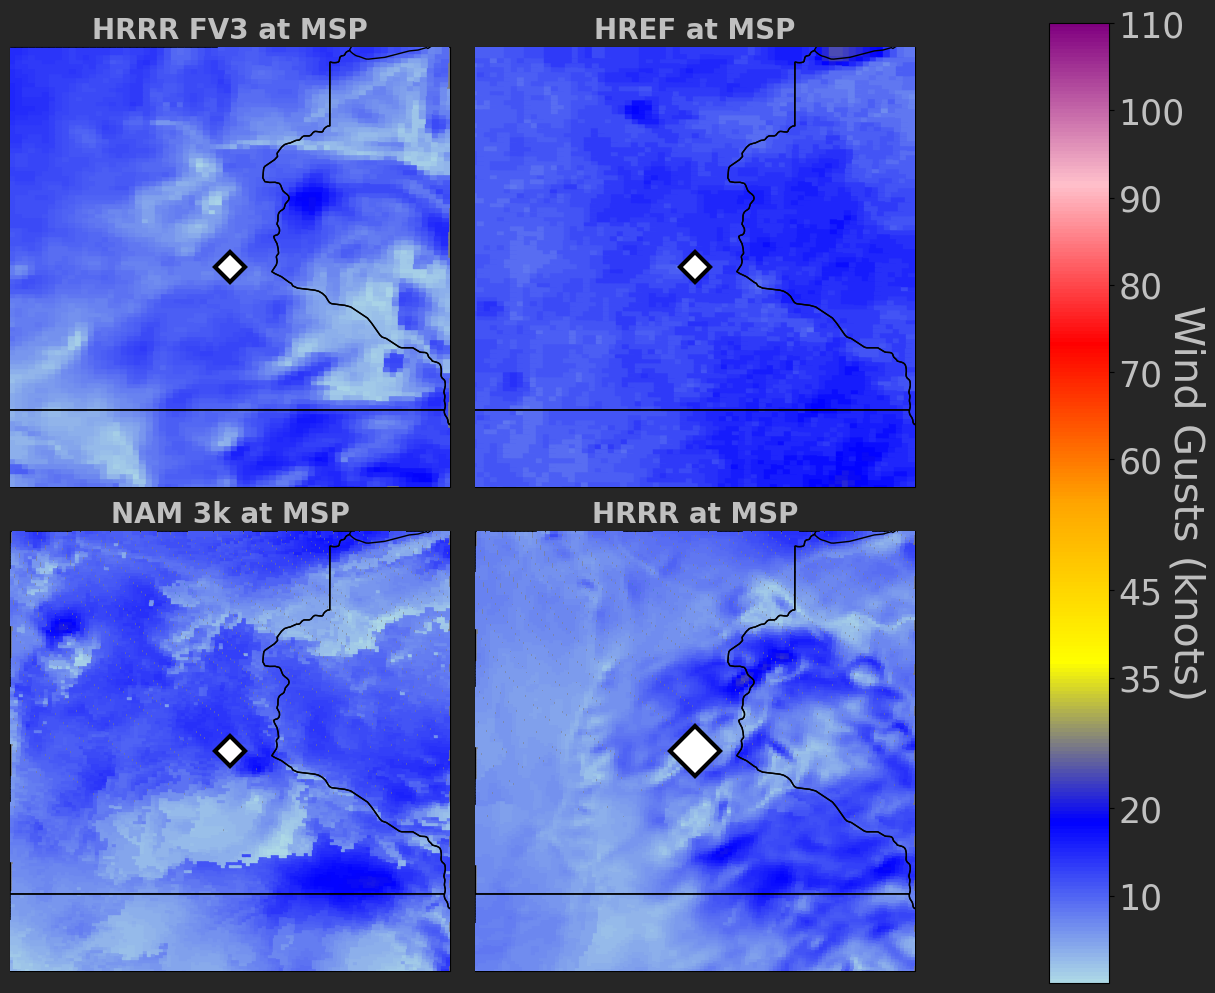 HRRR FV3 at MSP
HREF at MSP
NAM 3k at MSP
HRRR at MSP
110
100
90
80
70
60
45
35
20
10
Wind Gusts (knots)